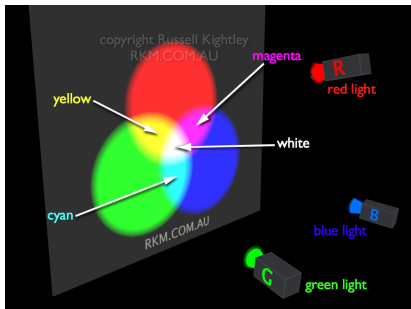 copyright Russell Kightley
RKM.COM.AU
magenta
R
red light
yellow
white
B
cyan
blue light
RKM.COM.AU
G
green light